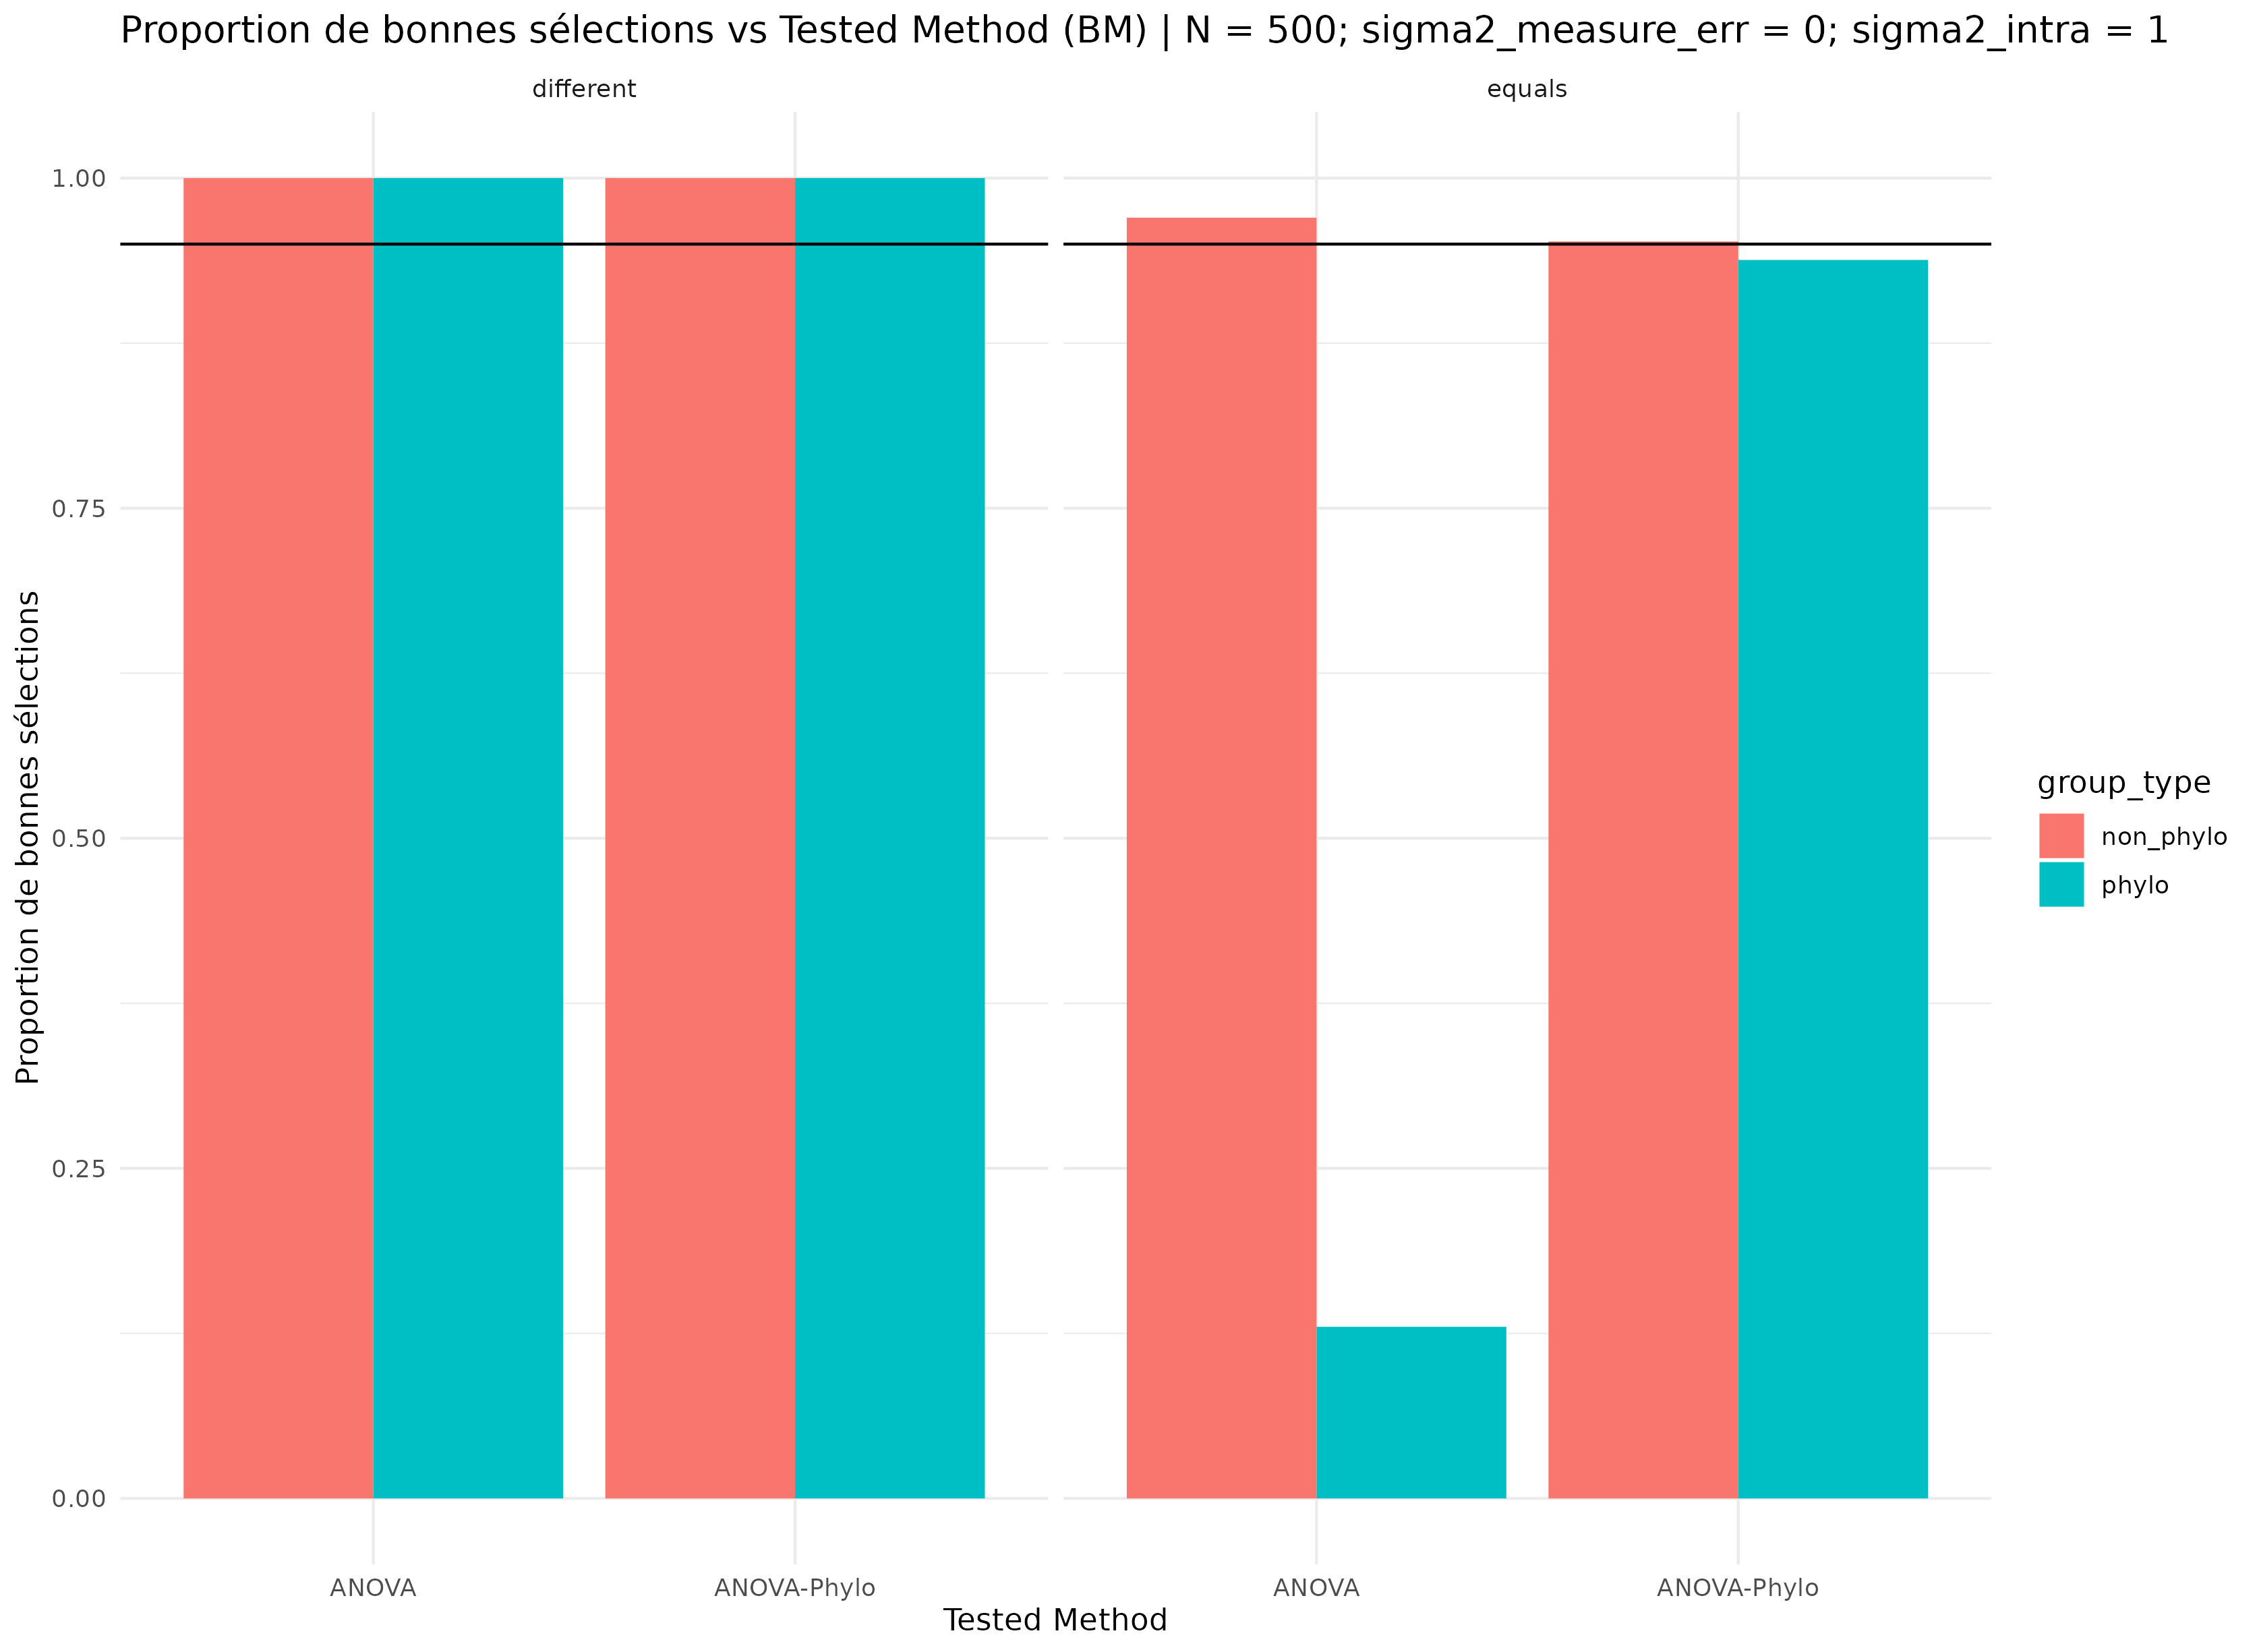 Proportion de bonnes sélections vs Tested Method (BM) | N = 500; sigma2_measure_err = 0; sigma2_intra = 1
different
equals
1.00
0.75
0.50
0.25
0.00
Proportion de bonnes sélections
ANOVA
ANOVA-Phylo
ANOVA
ANOVA-Phylo
Tested Method
group_type
non_phylo
phylo